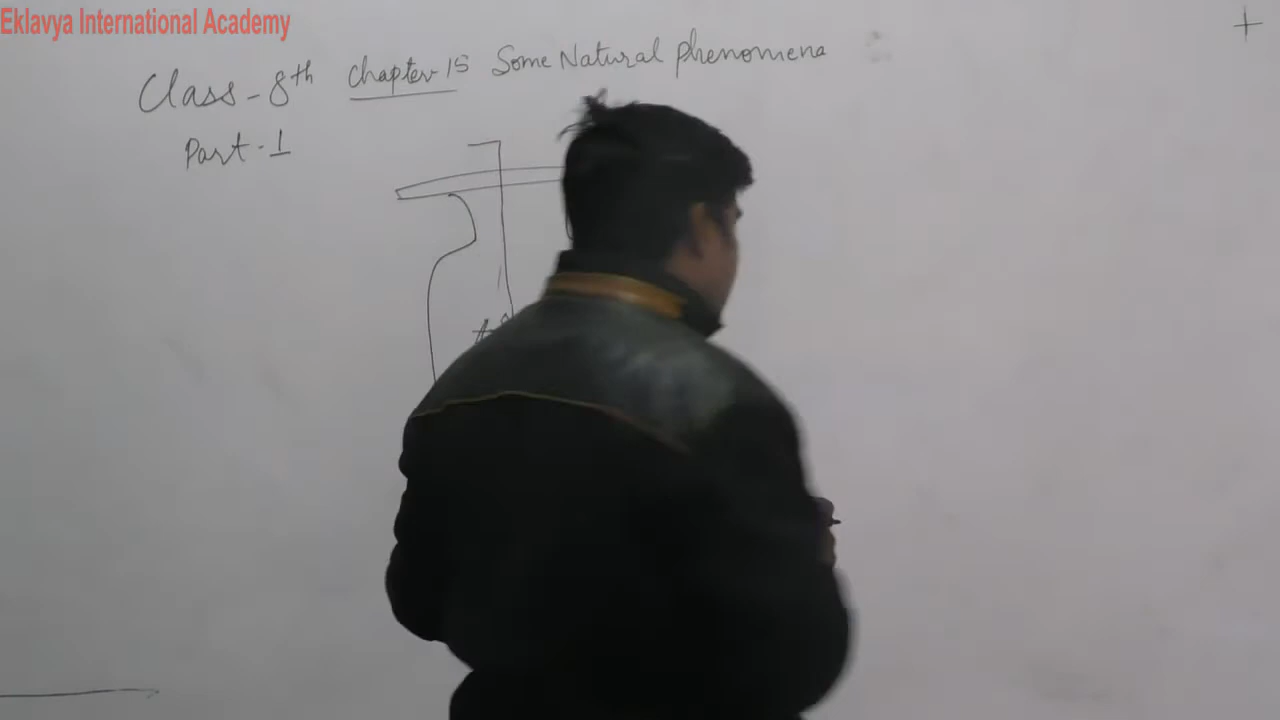 Eklavya International Academy
Class-8th Chapter 15 Some Natural Phenomena
Part-1